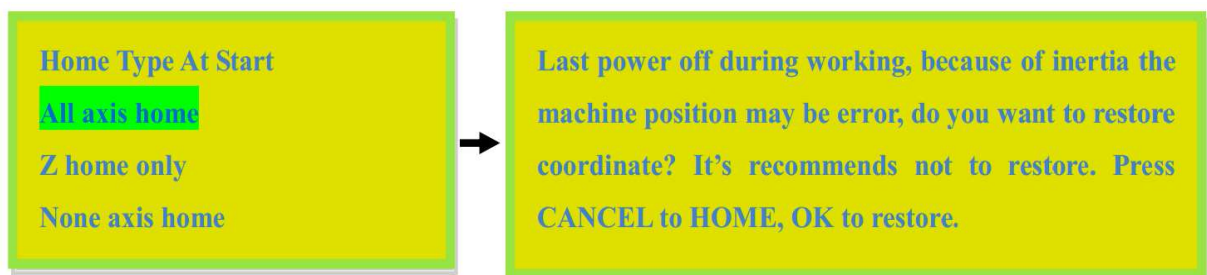 Home Type At Start
All axis home
Z home only
None axis home
Last power off during working, because of inertia the
machine position may be error, do you want to restore
coordinate? It’s recommends not to restore. Press
CANCEL to HOME, OK to restore.